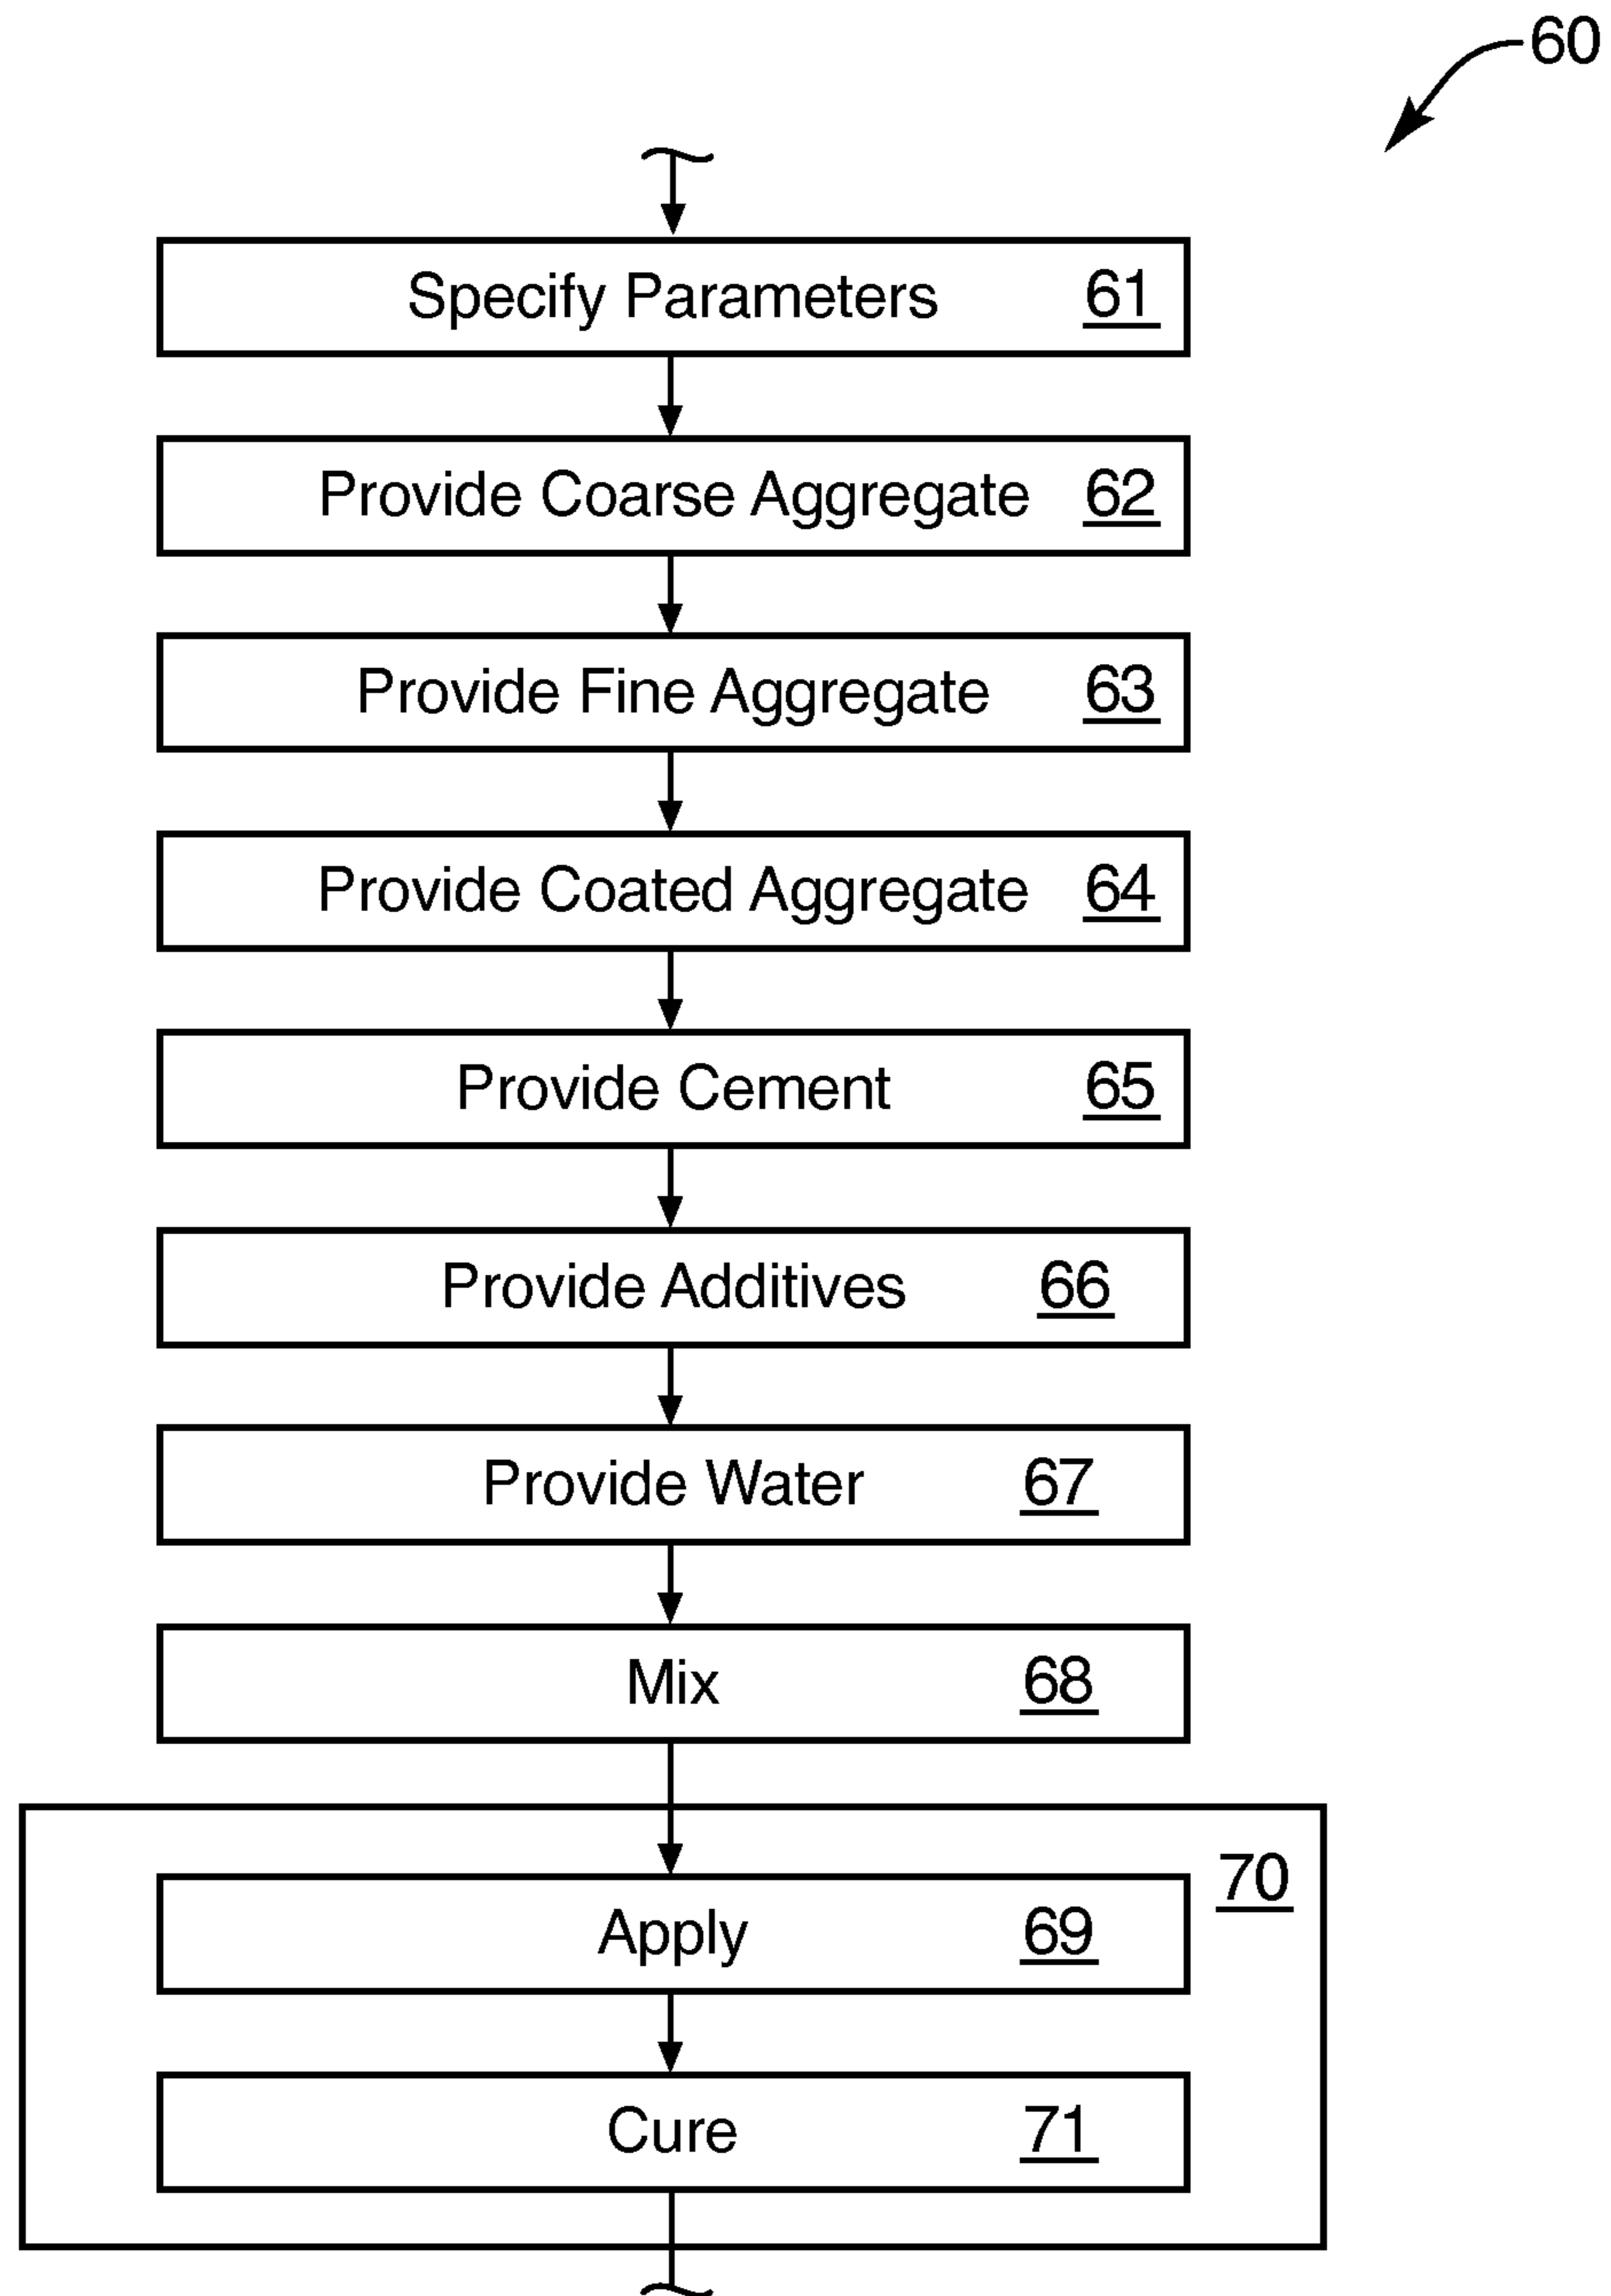 60
Specify Parameters 61
Provide Coarse Aggregate 62
Provide Fine Aggregate 63
Provide Coated Aggregate 64
Provide Cement 65
Provide Additives 66
Provide Water 67
Mix 68
70
Apply 69
Cure 71